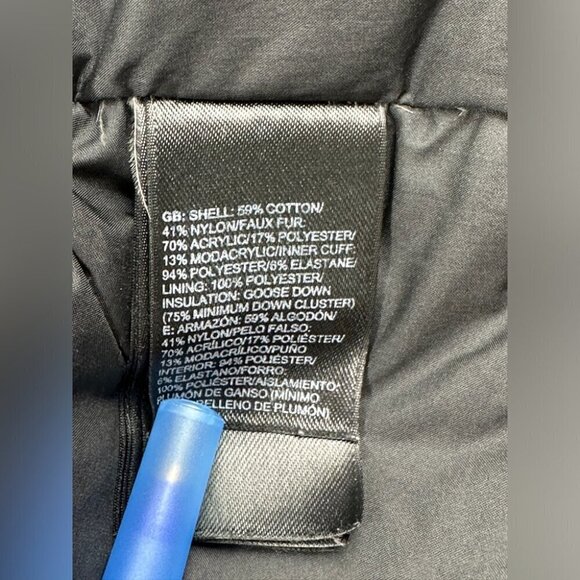 GB: SHELL: 59% COTTON/
41% NYLON/FAUX FUR:
70% ACRYLIC/17% POLYESTER/
13% MODACRYLIC/INNER CUFF:
94% POLYESTER/6% ELASTANE/
LINING: 100% POLYESTER/
INSULATION: GOOSE DOWN
(75% MINIMUM DOWN CLUSTER)
E: ARMAZÓN: 59% ALGODÓN/
41% NYLON/PELO FALSO:
70% ACRÍLICO/17% POLIÉSTER/
13% MODACRÍLICO/PUÑO
INTERIOR: 94% POLIÉSTER/
6% ELASTANO/FORRO:
100% POLIÉSTER/AISLAMIENTO:
PLUMÓN DE GANSO (MÍNIMO
RELLENO DE PLUMÓN)